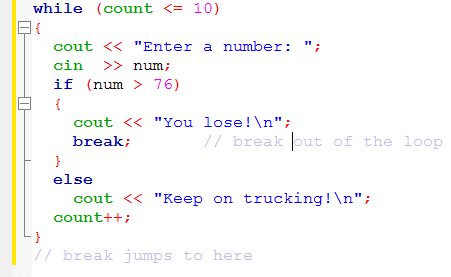 while (count <= 10)
{
cout << "Enter a number: ";
cin  >> num;
if (num > 76)
{
cout << "You lose!\n";
break;       // break out of the loop
}
else
cout << "Keep on trucking!\n";
count++;
}
// break jumps to here